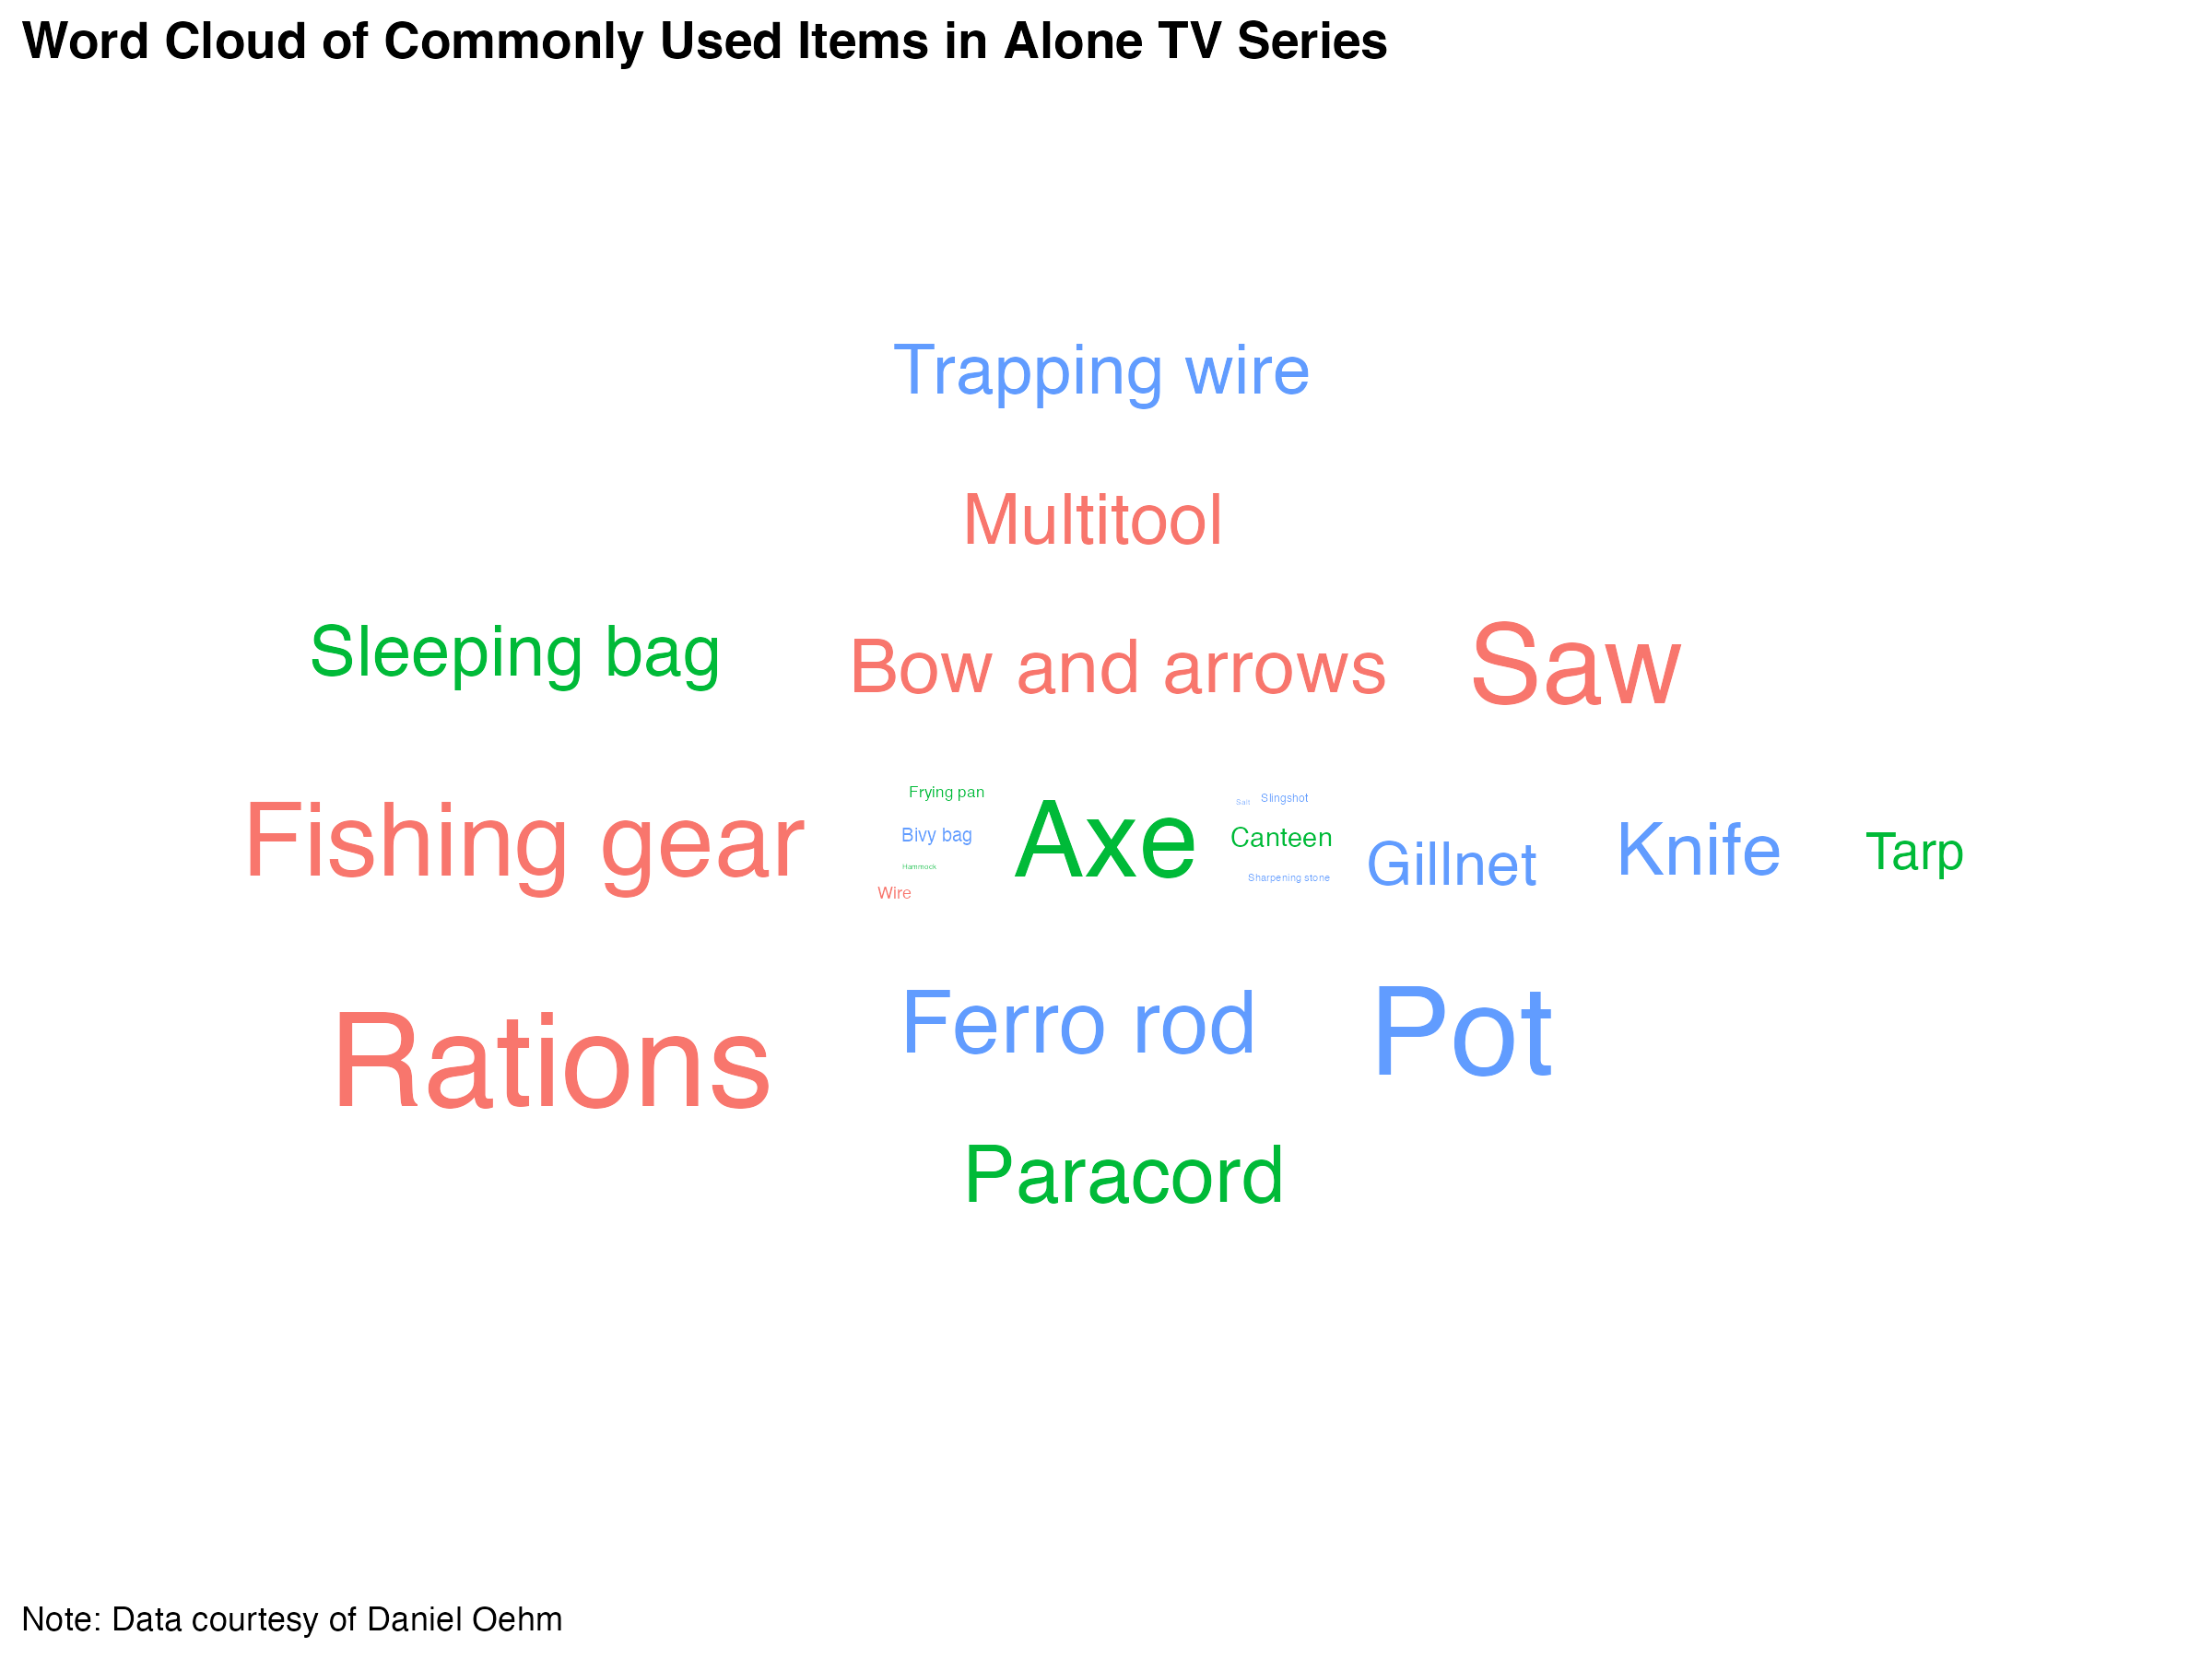 Word Cloud of Commonly Used Items in Alone TV Series
Trapping wire
Multitool
Sleeping bag
Bow and arrows
Saw
Fishing gear
Frying pan
Bivy bag
Hammock
Wire
Axe
Salt
Slingshot
Canteen
Sharpening stone
Gillnet
Knife
Tarp
Rations
Ferro rod
Pot
Paracord
Note: Data courtesy of Daniel Oehm